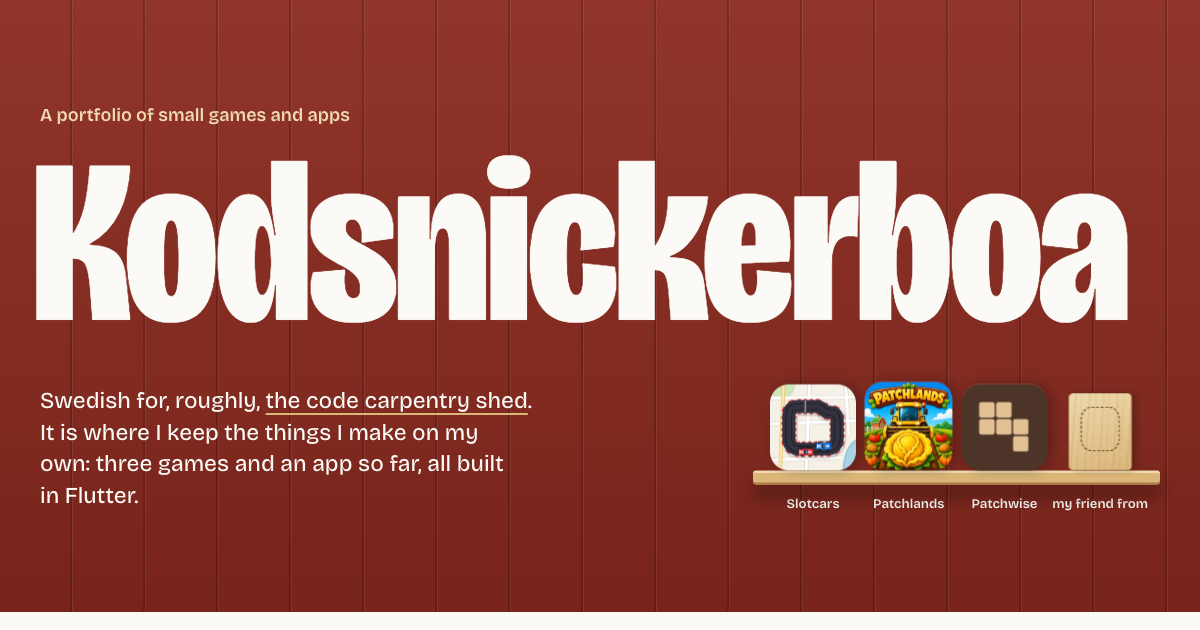 A portfolio of small games and apps
Kodsnickerboa
Swedish for, roughly, the code carpentry shed.
It is where I keep the things I make on my
own: three games and an app so far, all built
in Flutter.
PATCHLANDS
Slotcars
Patchlands
Patchwise
my friend from